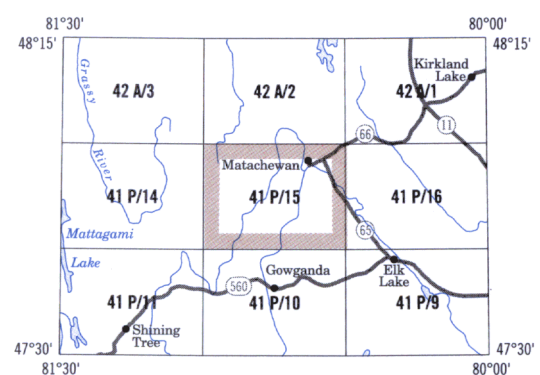 81°30' 80°00'
48°15' 48°15'
Grassy
River
42 A/3
42 A/2
Kirkland
Lake
42 A/1
11
66
Matachewan
41 P/14
41 P/15
41 P/16
65
Mattagami
Lake
Gowganda
Elk
Lake
560
41 P/11
41 P/10
41 P/9
Shining
Tree
47°30' 47°30'
81°30' 80°00'